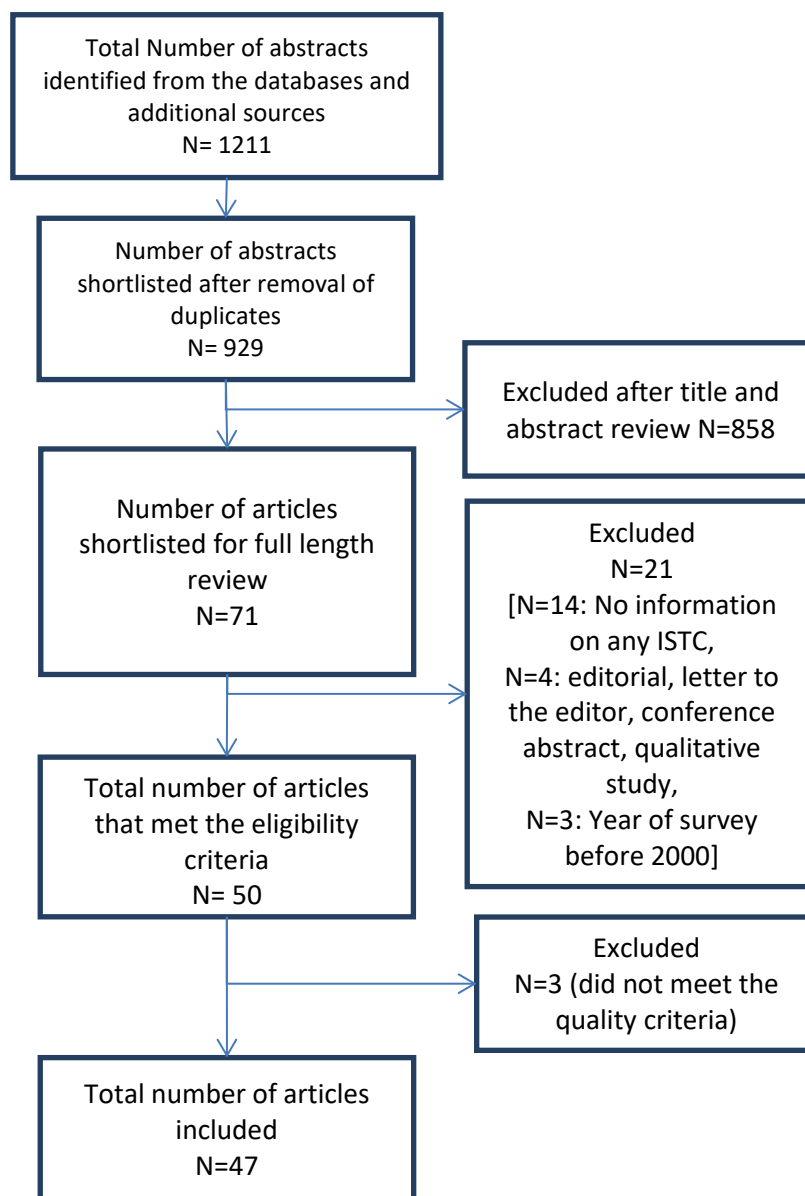 Total Number of abstracts
identified from the databases and
additional sources
N= 1211
Number of abstracts
shortlisted after removal of
duplicates
N= 929
Excluded after title and
abstract review N=858
Number of articles
shortlisted for full length
review
N=71
Excluded
N=21
[N=14: No information
on any ISTC,
N=4: editorial, letter to
the editor, conference
abstract, qualitative
study,
N=3: Year of survey
before 2000]
Total number of articles
that met the eligibility
criteria
N= 50
Excluded
N=3 (did not meet the
quality criteria)
Total number of articles
included
N=47